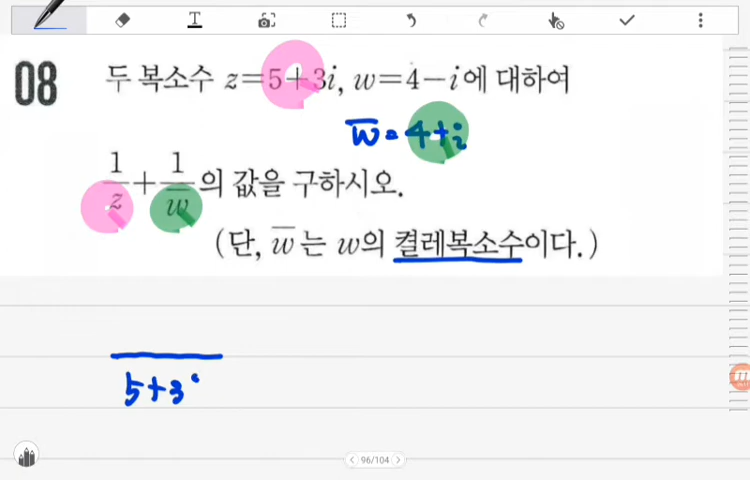 T
08 두 복소수 z=5+3i, w=4-i에 대하여
w̅ = 4+i
1/z + 1/w̅ 의 값을 구하시오.
(단, w̅는 w의 켤레복소수이다.)
5+3
96/104